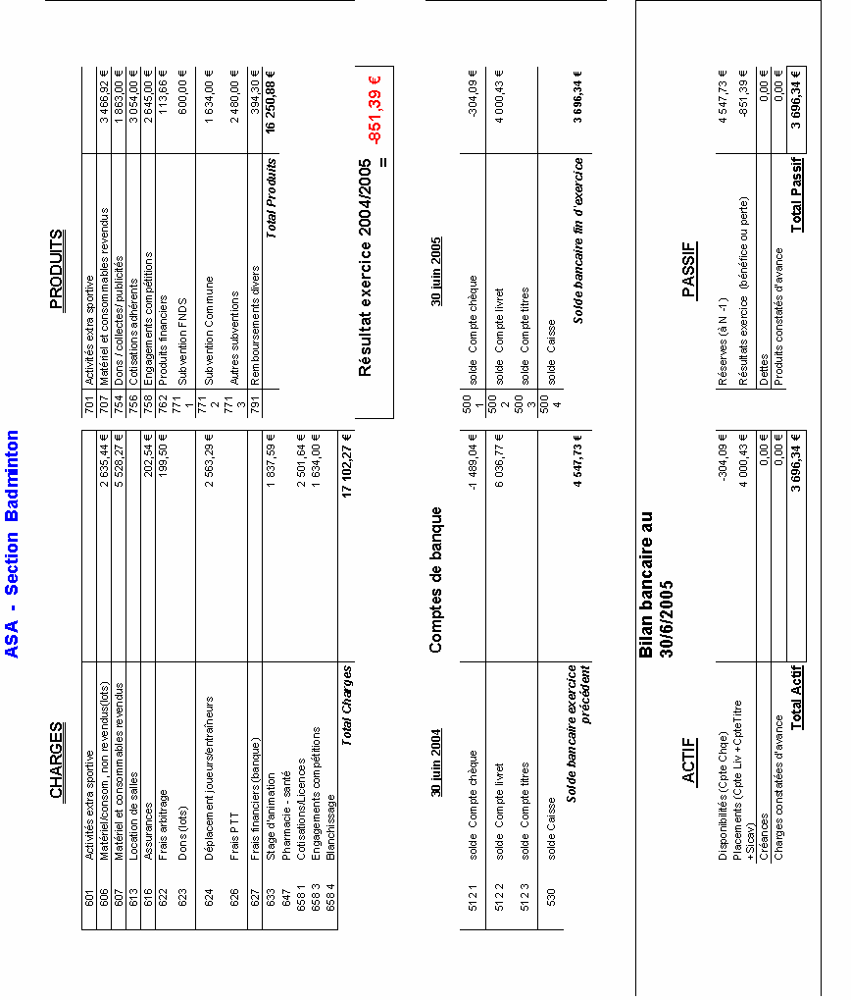 ASA - Section Badminton
CHARGES
PRODUITS
601 Activités extra sportive
701 Activités extra sportive
606 Matériel/consom, non revendus(lots) 2 635,44 €
707 Matériel et consommables revendus 3 466,92 €
607 Matériel et consommables revendus 5 528,27 €
754 Dons / collectes/ publicités 1 863,00 €
613 Location de salles
756 Cotisations adhérents 3 054,00 €
616 Assurances 202,54 €
758 Engagements compétitions 2 645,00 €
622 Frais arbitrage 199,50 €
762 Produits financiers 113,66 €
623 Dons (lots)
771 1 Subvention FNDS 600,00 €
624 Déplacement joueurs/entraîneurs 2 563,29 €
771 2 Subvention Commune 1 634,00 €
626 Frais PTT
771 3 Autres subventions 2 480,00 €
627 Frais financiers (banque)
791 Remboursements divers 394,30 €
633 Stage d'animation 1 837,59 €
Total Produits 16 250,88 €
647 Pharmacie - santé
658 1 Cotisations/Licences 2 501,64 €
658 3 Engagements compétitions 1 634,00 €
658 4 Blanchissage
Total Charges 17 102,27 €
Résultat exercice 2004/2005 -851,39 €
=
Comptes de banque
30 juin 2004
30 juin 2005
512 1 solde Compte chèque -1 489,04 €
500 1 solde Compte chèque -304,09 €
512 2 solde Compte livret 6 036,77 €
500 2 solde Compte livret 4 000,43 €
512 3 solde Compte titres
500 3 solde Compte titres
530 solde Caisse
500 4 solde Caisse
Solde bancaire exercice
précédent
4 547,73 €
Solde bancaire fin d'exercice 3 696,34 €
Bilan bancaire au
30/6/2005
ACTIF
PASSIF
Disponibilités (Cpte Chqe) -304,09 €
Réserves (à N -1) 4 547,73 €
Placements (Cpte Liv +CpteTitre
+Sicav)
4 000,43 €
Résultats exercice (bénéfice ou perte) -851,39 €
Créances 0,00 €
Dettes 0,00 €
Charges constatées d'avance 0,00 €
Produits constatés d'avance 0,00 €
Total Actif 3 696,34 €
Total Passif 3 696,34 €